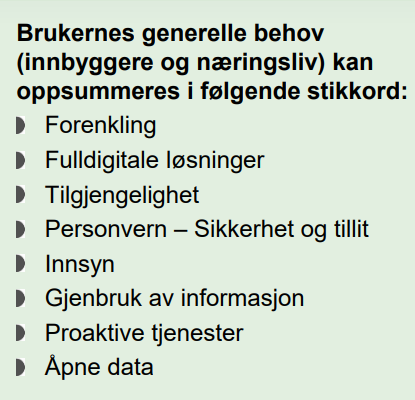 Brukernes generelle behov
(innbyggere og næringsliv) kan
oppsummeres i følgende stikkord:
Forenkling
Fulldigitale løsninger
Tilgjengelighet
Personvern – Sikkerhet og tillit
Innsyn
Gjenbruk av informasjon
Proaktive tjenester
Åpne data